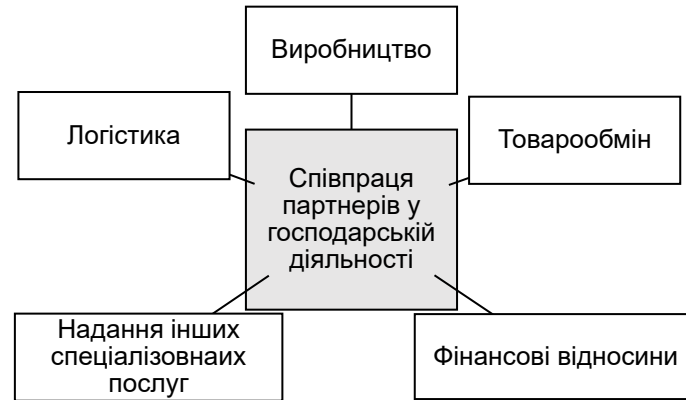 Виробництво
Логістика
Товарообмін
Співпраця
партнерів у
господарській
діяльності
Надання інших
спеціалізовнаих
послуг
Фінансові відносини